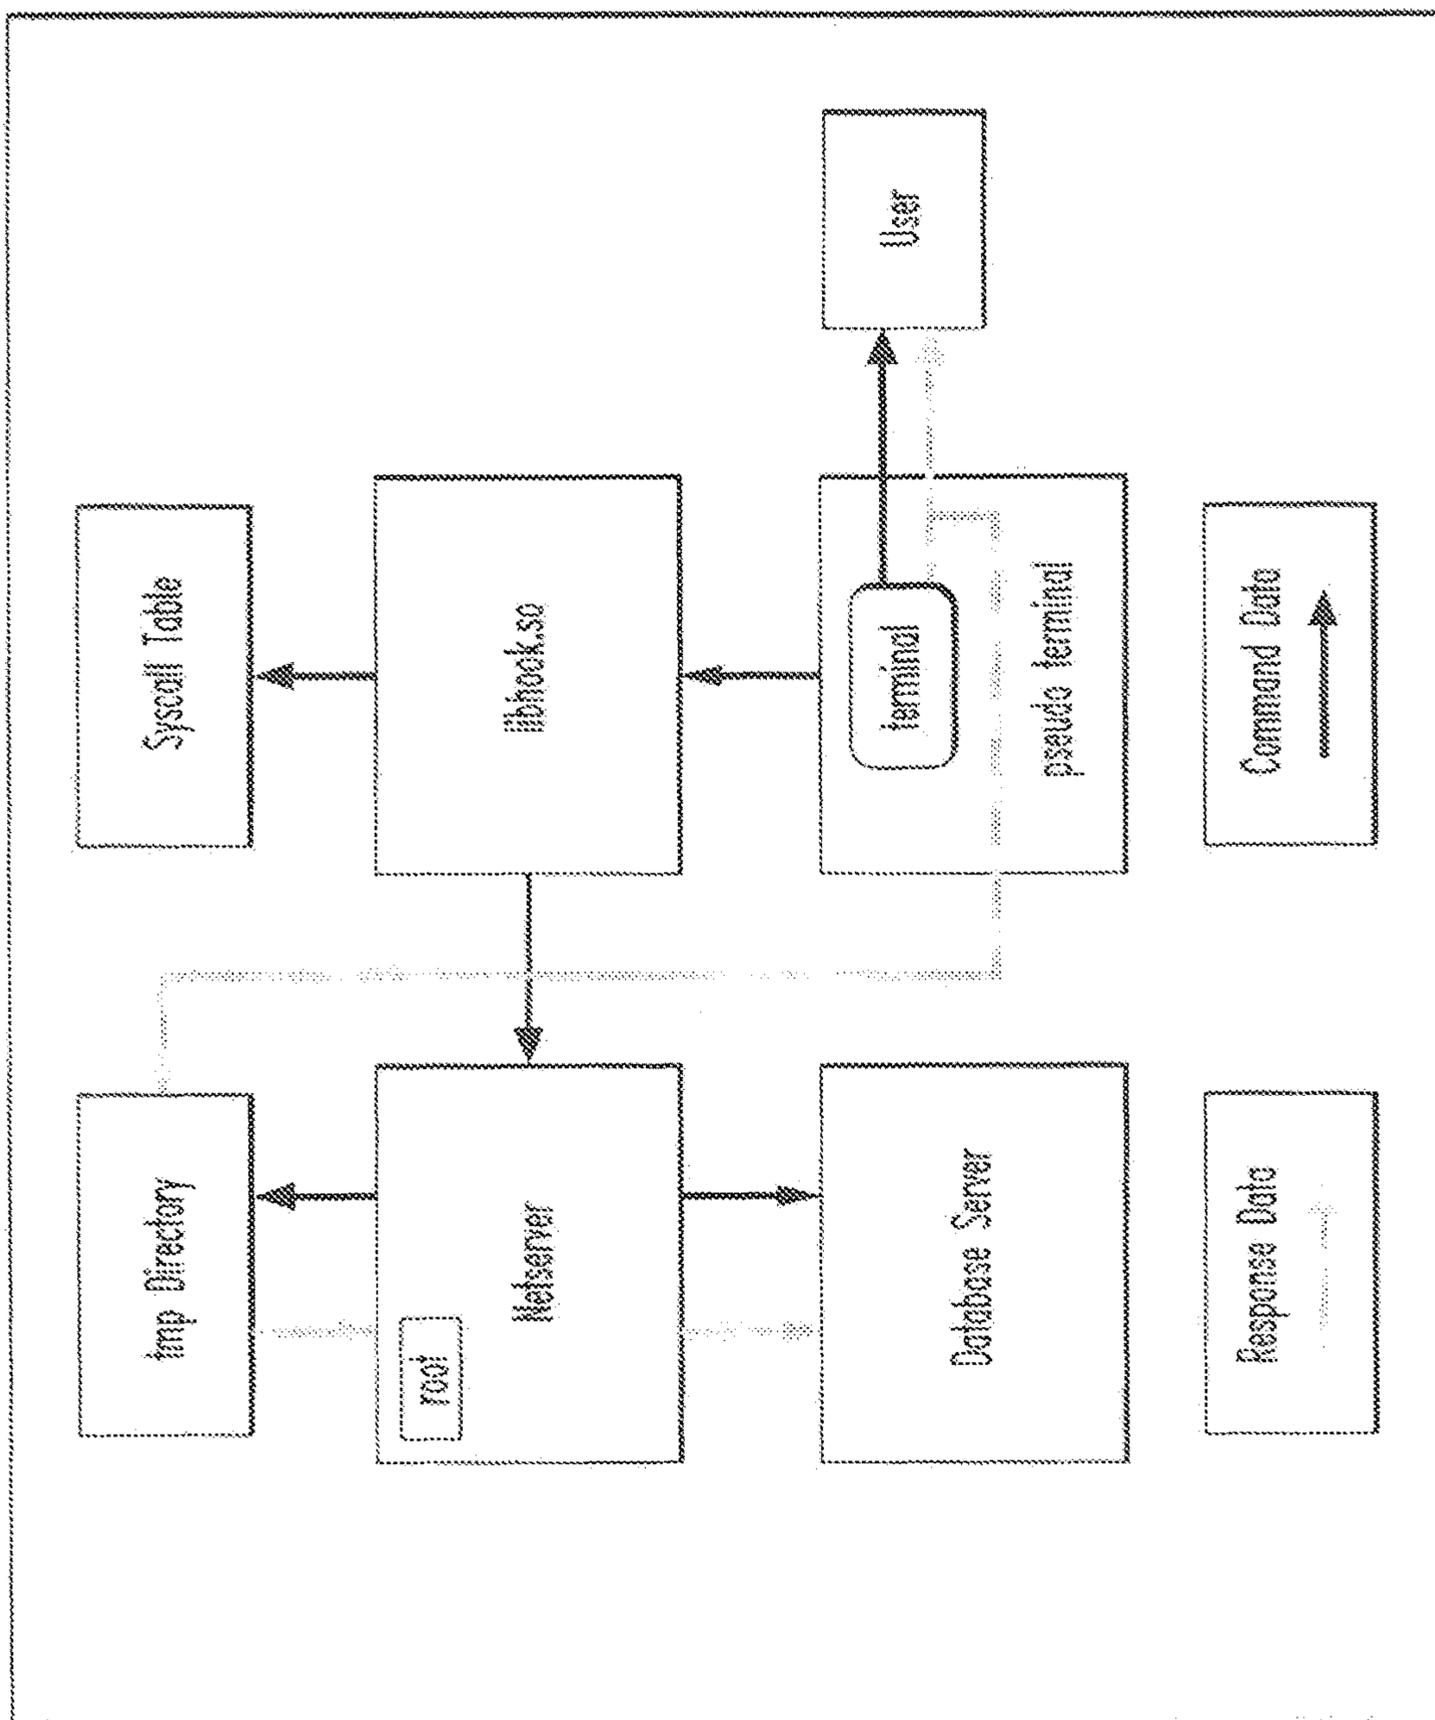 tmp Directory
Syscall Table
root
Netserver
libhook.so
User
terminal
pseudo terminal
Database Server
Response Data
Command Data